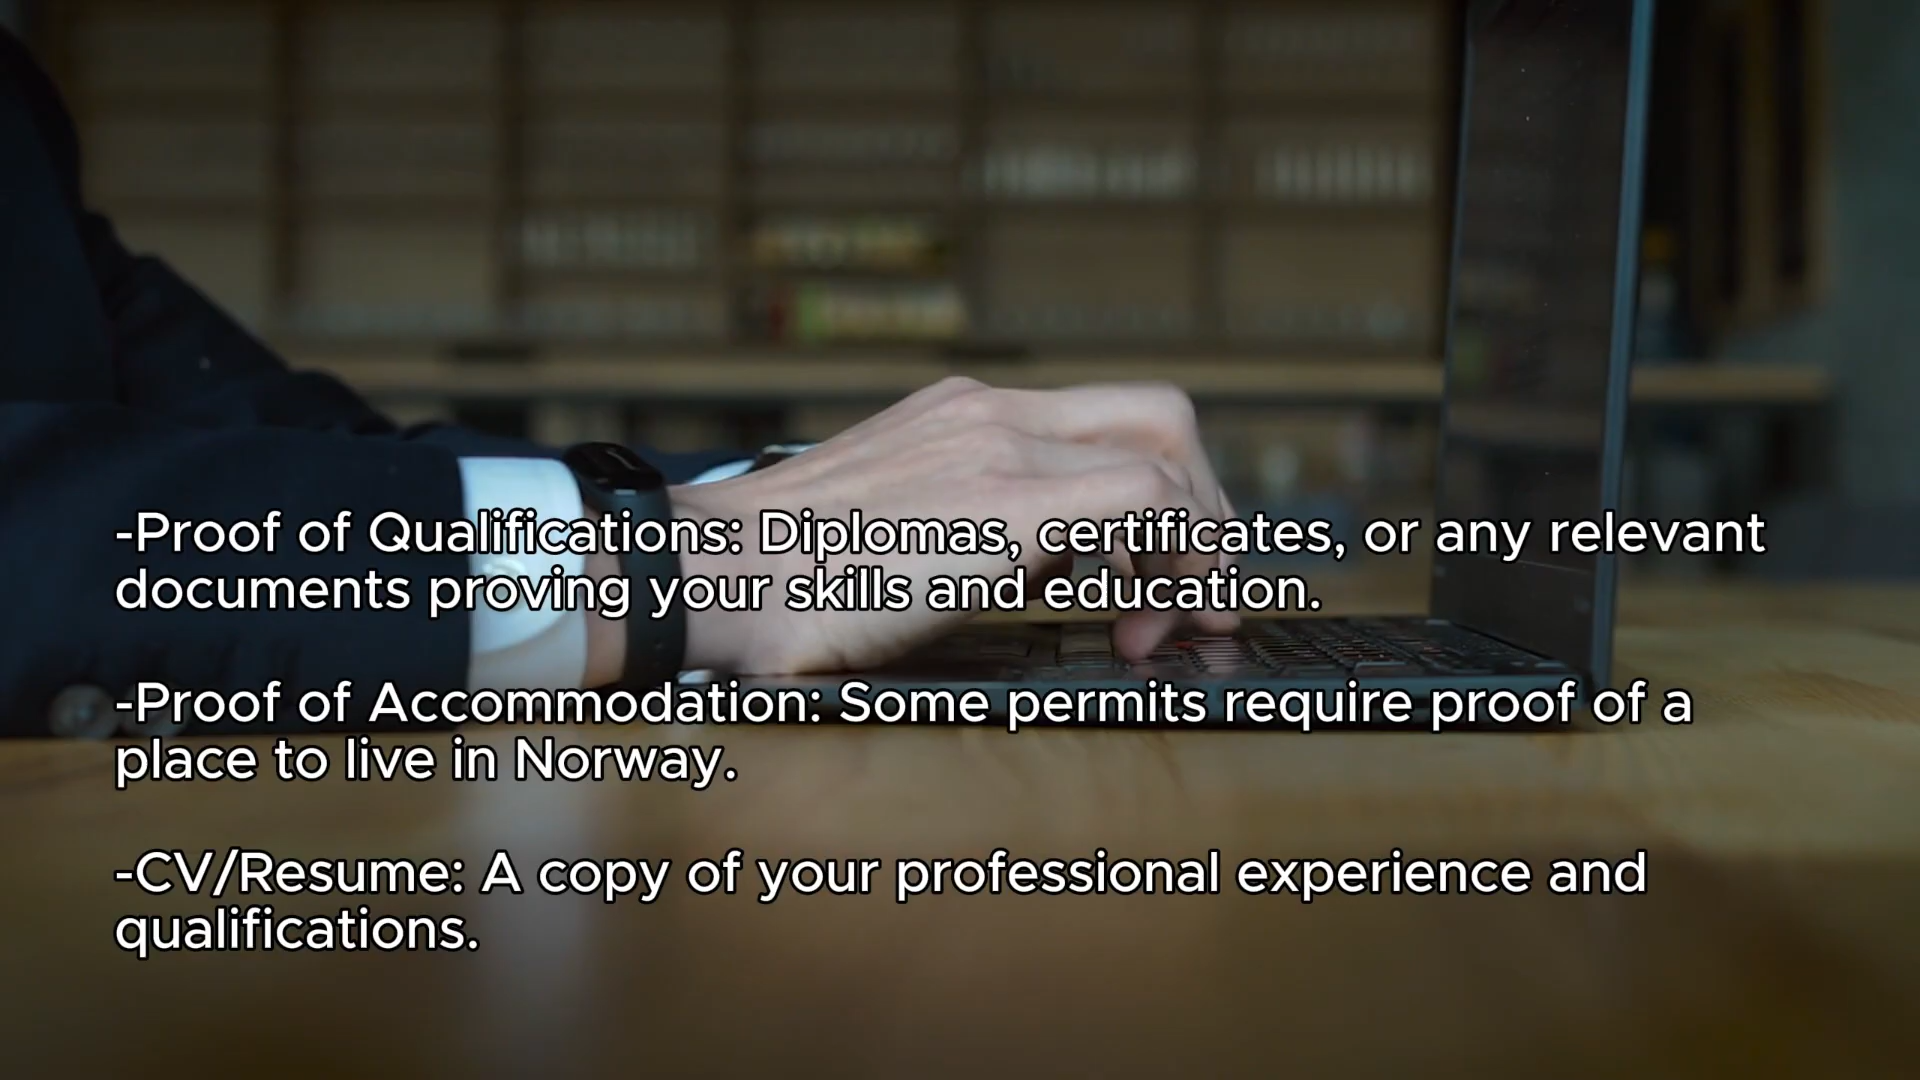 -Proof of Qualifications: Diplomas, certificates, or any relevant
documents proving your skills and education.
-Proof of Accommodation: Some permits require proof of a
place to live in Norway.
-CV/Resume: A copy of your professional experience and
qualifications.